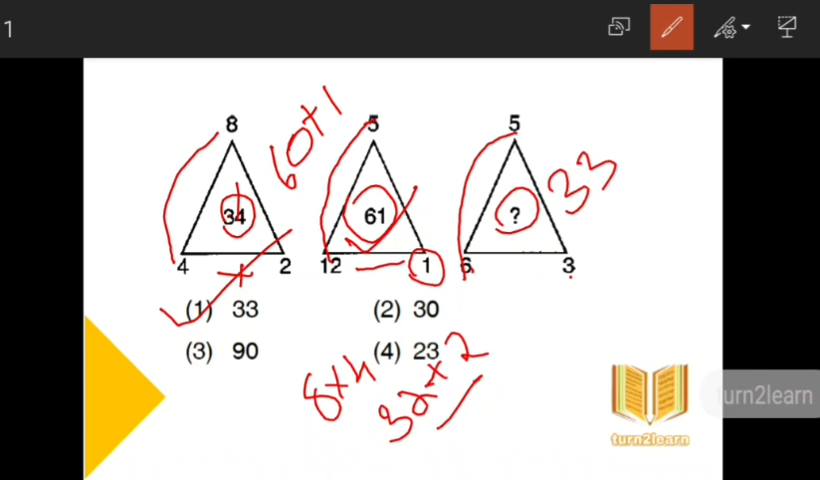 1
8 5 5
60+1
34 61 ? 33
4 2 12 1 6 3
(1) 33 (2) 30
(3) 90 (4) 23
8×4
32+2
turn2learn
turn2learn